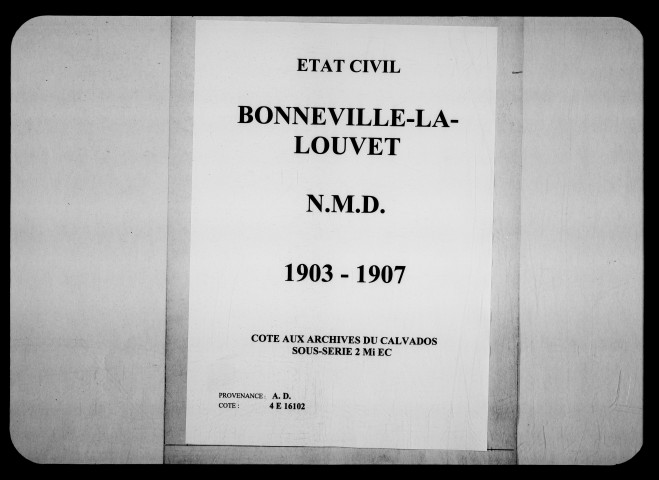 ETAT CIVIL
BONNEVILLE-LA-
LOUVET
N.M.D.
1903 - 1907
COTE AUX ARCHIVES DU CALVADOS
SOUS-SERIE 2 Mi EC
PROVENANCE: A. D.
COTE : 4 E 16102